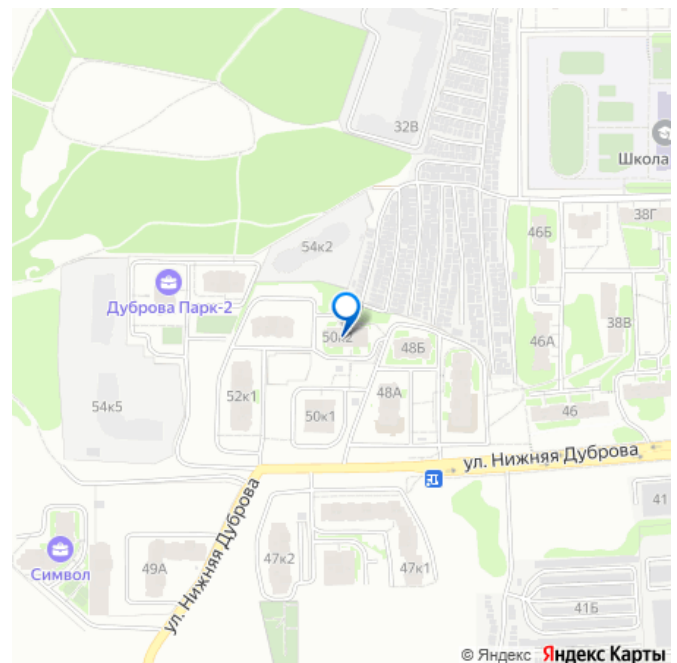 32В
Школа
38Г
46Б
54к2
Дуброва Парк-2
38В
50к2
46А
48Б
52к1
48А
54к5
50к1
46
ул. Нижняя Дуброва
41
ул. Нижняя Дуброва
47к2
47к1
49А
Символ
41Б
© Яндекс Яндекс Карты